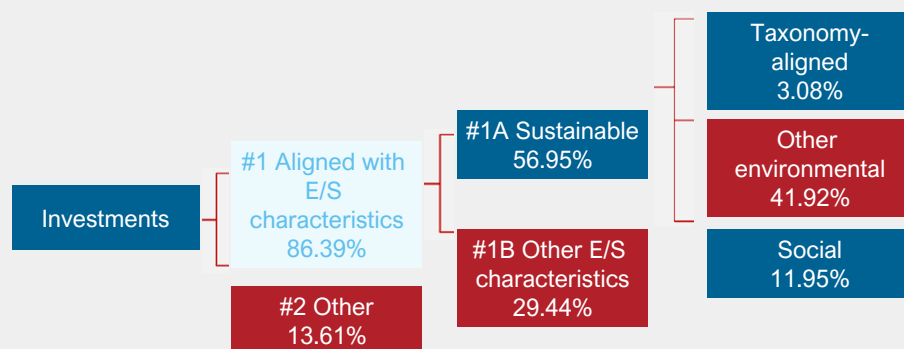 Investments
#1 Aligned with
E/S
characteristics
86.39%
#2 Other
13.61%
#1A Sustainable
56.95%
#1B Other E/S
characteristics
29.44%
Taxonomy-
aligned
3.08%
Other
environmental
41.92%
Social
11.95%